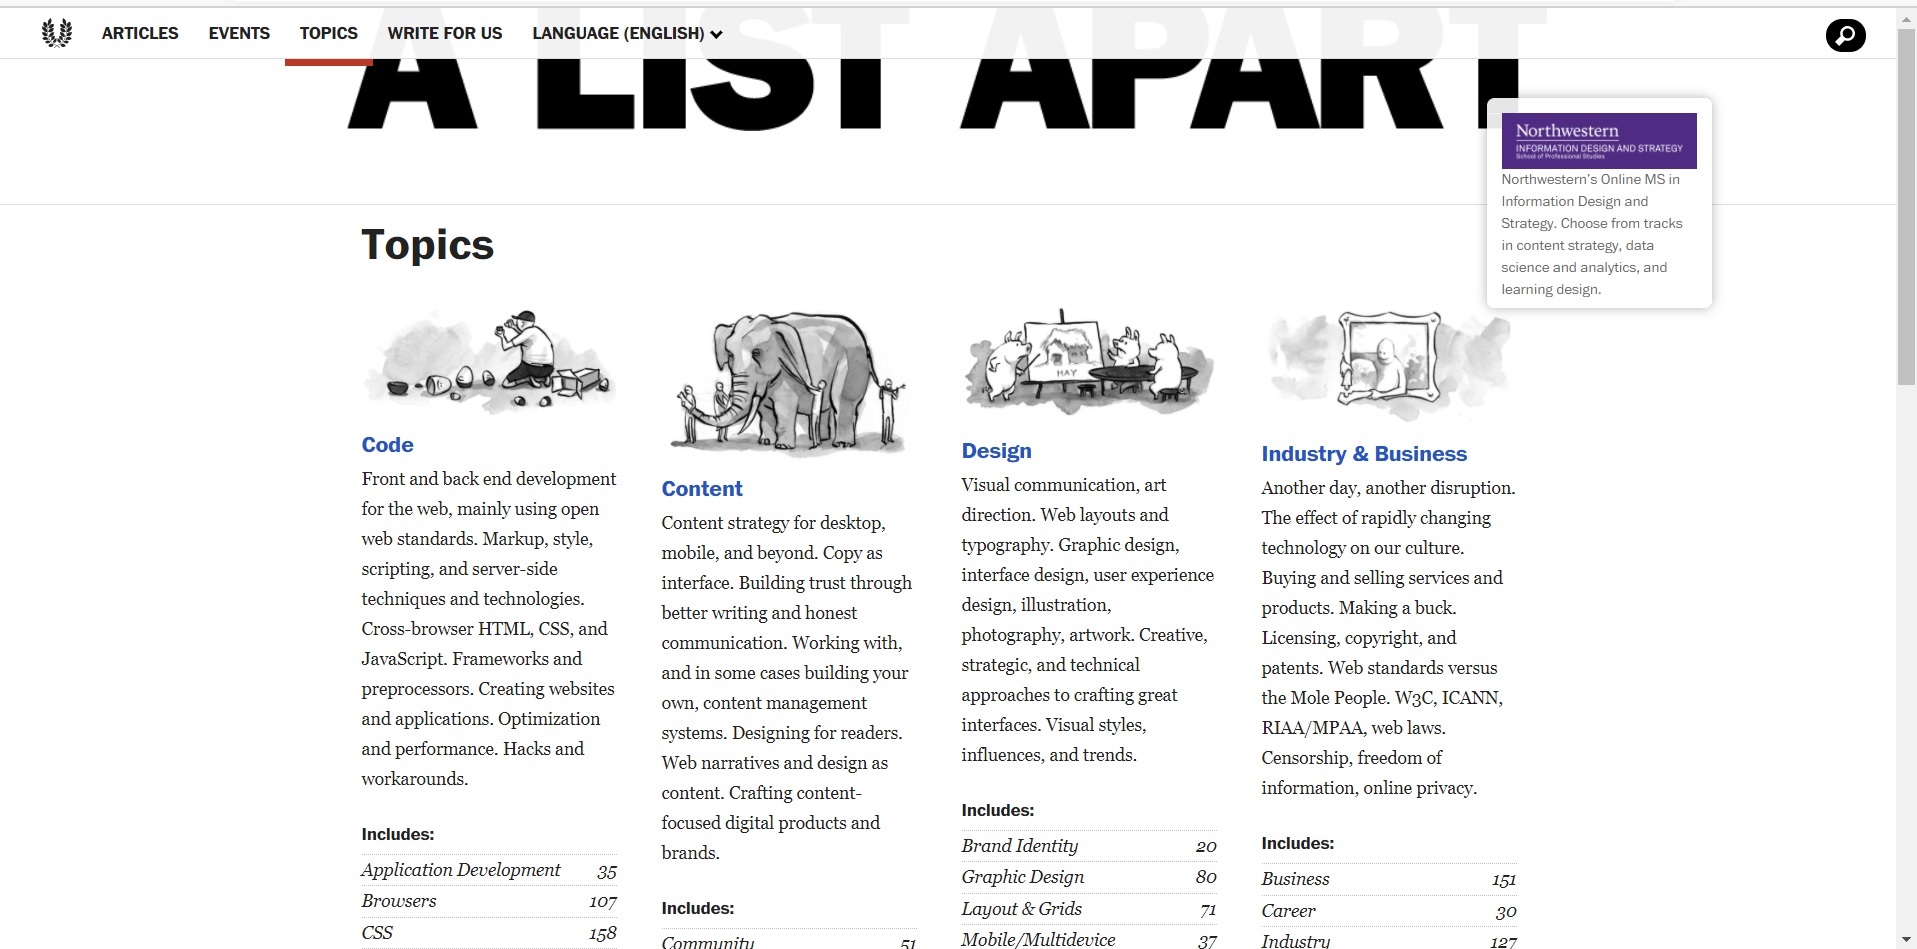 ARTICLES EVENTS TOPICS WRITE FOR US LANGUAGE (ENGLISH)
A LIST APART
Northwestern
INFORMATION DESIGN AND STRATEGY
School of Professional Studies
Northwestern's Online MS in
Information Design and
Strategy. Choose from tracks
in content strategy, data
science and analytics, and
learning design.
Topics
HAY
Code
Front and back end development
for the web, mainly using open
web standards. Markup, style,
scripting, and server-side
techniques and technologies.
Cross-browser HTML, CSS, and
JavaScript. Frameworks and
preprocessors. Creating websites
and applications. Optimization
and performance. Hacks and
workarounds.
Includes:
Application Development 35
Browsers 107
CSS 158
Content
Content strategy for desktop,
mobile, and beyond. Copy as
interface. Building trust through
better writing and honest
communication. Working with,
and in some cases building your
own, content management
systems. Designing for readers.
Web narratives and design as
content. Crafting content-
focused digital products and
brands.
Includes:
Community 51
Design
Visual communication, art
direction. Web layouts and
typography. Graphic design,
interface design, user experience
design, illustration,
photography, artwork. Creative,
strategic, and technical
approaches to crafting great
interfaces. Visual styles,
influences, and trends.
Includes:
Brand Identity 20
Graphic Design 80
Layout & Grids 71
Mobile/Multidevice 37
Industry & Business
Another day, another disruption.
The effect of rapidly changing
technology on our culture.
Buying and selling services and
products. Making a buck.
Licensing, copyright, and
patents. Web standards versus
the Mole People. W3C, ICANN,
RIAA/MPAA, web laws.
Censorship, freedom of
information, online privacy.
Includes:
Business 151
Career 30
Industry 127